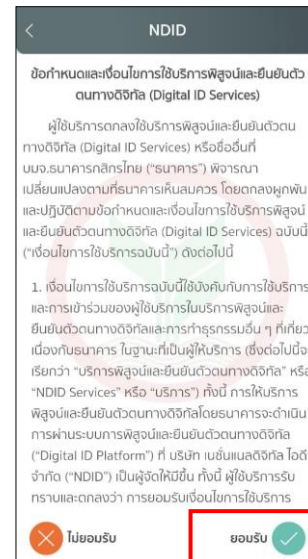 NDID
ข้อกำหนดและเงื่อนไขการใช้บริการพิสูจน์และยืนยันตัว
ตนทางดิจิทัล (Digital ID Services)
ผู้ใช้บริการตกลงใช้บริการพิสูจน์และยืนยันตัวตน
ทางดิจิทัล (Digital ID Services) หรือชื่ออื่นที่
บมจ.ธนาคารกสิกรไทย ("ธนาคาร") พิจารณา
เปลี่ยนแปลงตามที่ธนาคารเห็นสมควร โดยตกลงผูกพัน
และปฏิบัติตามข้อกำหนดและเงื่อนไขการใช้บริการพิสูจน์
และยืนยันตัวตนทางดิจิทัล (Digital ID Services) ฉบับนี้
("เงื่อนไขการใช้บริการฉบับนี้") ดังต่อไปนี้
1. เงื่อนไขการใช้บริการฉบับนี้ใช้บังคับกับการใช้บริการ
และการเข้าร่วมของผู้ใช้บริการในบริการพิสูจน์และ
ยืนยันตัวตนทางดิจิทัลและการทำธุรกรรมอื่น ๆ ที่เกี่ยว
เนื่องกับธนาคาร ในฐานะที่เป็นผู้ให้บริการ (ซึ่งต่อไปนี้จะ
เรียกว่า "บริการพิสูจน์และยืนยันตัวตนทางดิจิทัล" หรือ
"NDID Services" หรือ "บริการ") ทั้งนี้ การให้บริการ
พิสูจน์และยืนยันตัวตนทางดิจิทัลโดยธนาคารจะดำเนิน
การผ่านระบบการพิสูจน์และยืนยันตัวตนทางดิจิทัล
("Digital ID Platform") ที่ บริษัท เนชั่นแนลดิจิทัล ไอดี
จำกัด ("NDID") เป็นผู้จัดให้มีขึ้น ทั้งนี้ ผู้ใช้บริการรับ
ทราบและตกลงว่า การยอมรับเงื่อนไขการใช้บริการ
ไม่ยอมรับ
ยอมรับ